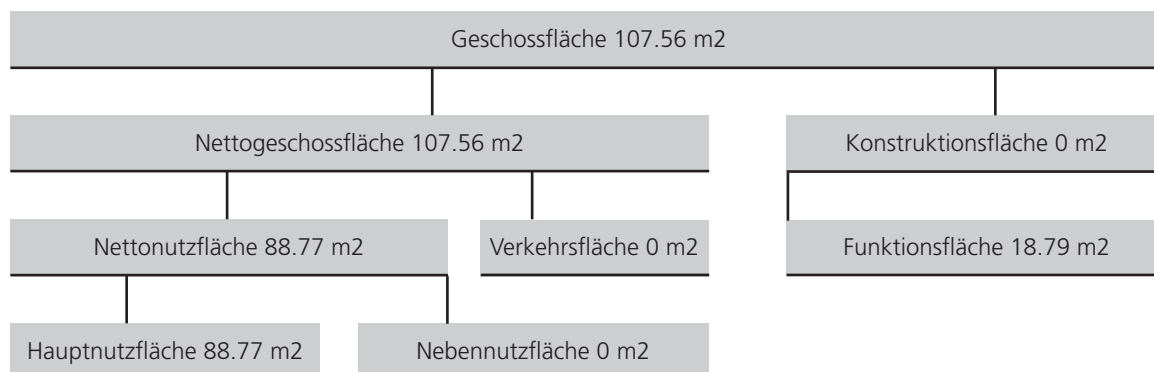 Geschossfläche 107.56 m2
Nettogeschossfläche 107.56 m2
Konstruktionsfläche 0 m2
Nettonutzfläche 88.77 m2
Verkehrsfläche 0 m2
Funktionsfläche 18.79 m2
Hauptnutzfläche 88.77 m2
Nebennutzfläche 0 m2